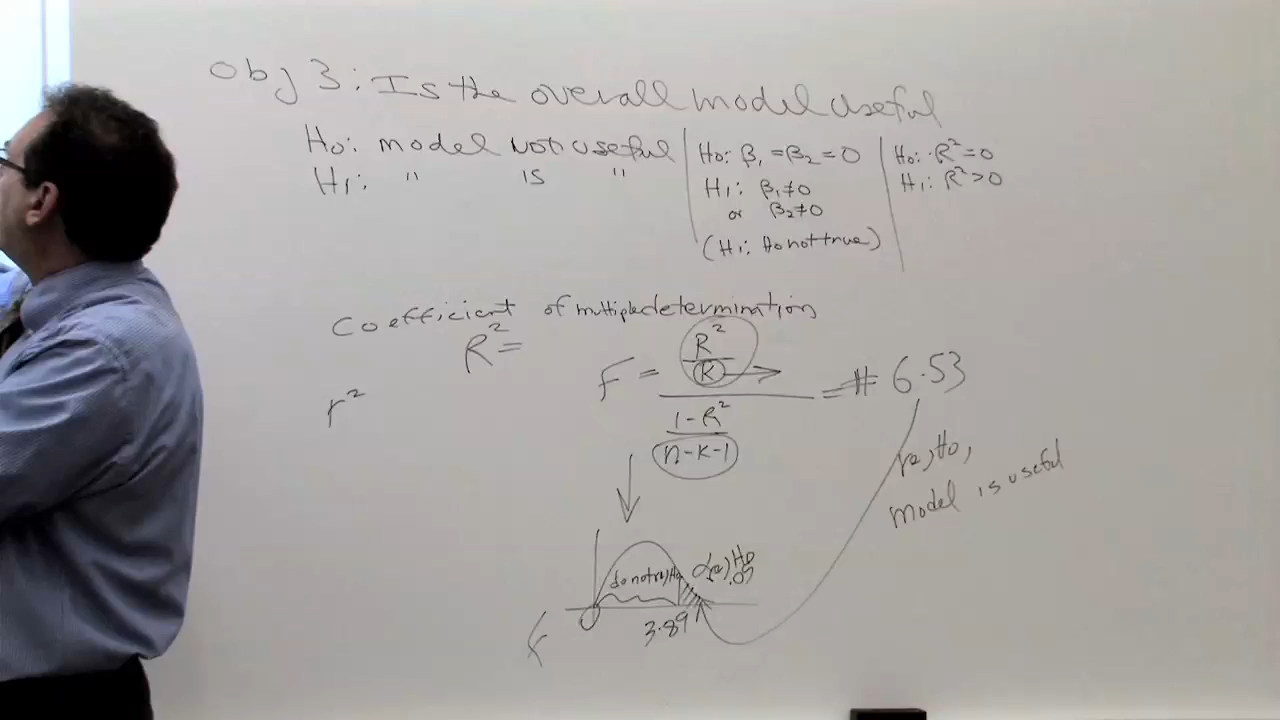 Obj 3: Is the overall model useful
Ho: model not useful
H1: " is "
Ho: β1 = β2 = 0
H1: β1 ≠ 0
or β2 ≠ 0
(H1: Ho not true)
Ho: R² = 0
H1: R² > 0
Coefficient of multiple determination
R² =
r²
F = (R² / K) / (1-R² / n-k-1) = # 6.53
Ho,
model is useful
do not rej Ho
Ho
.05
0
3.89
F